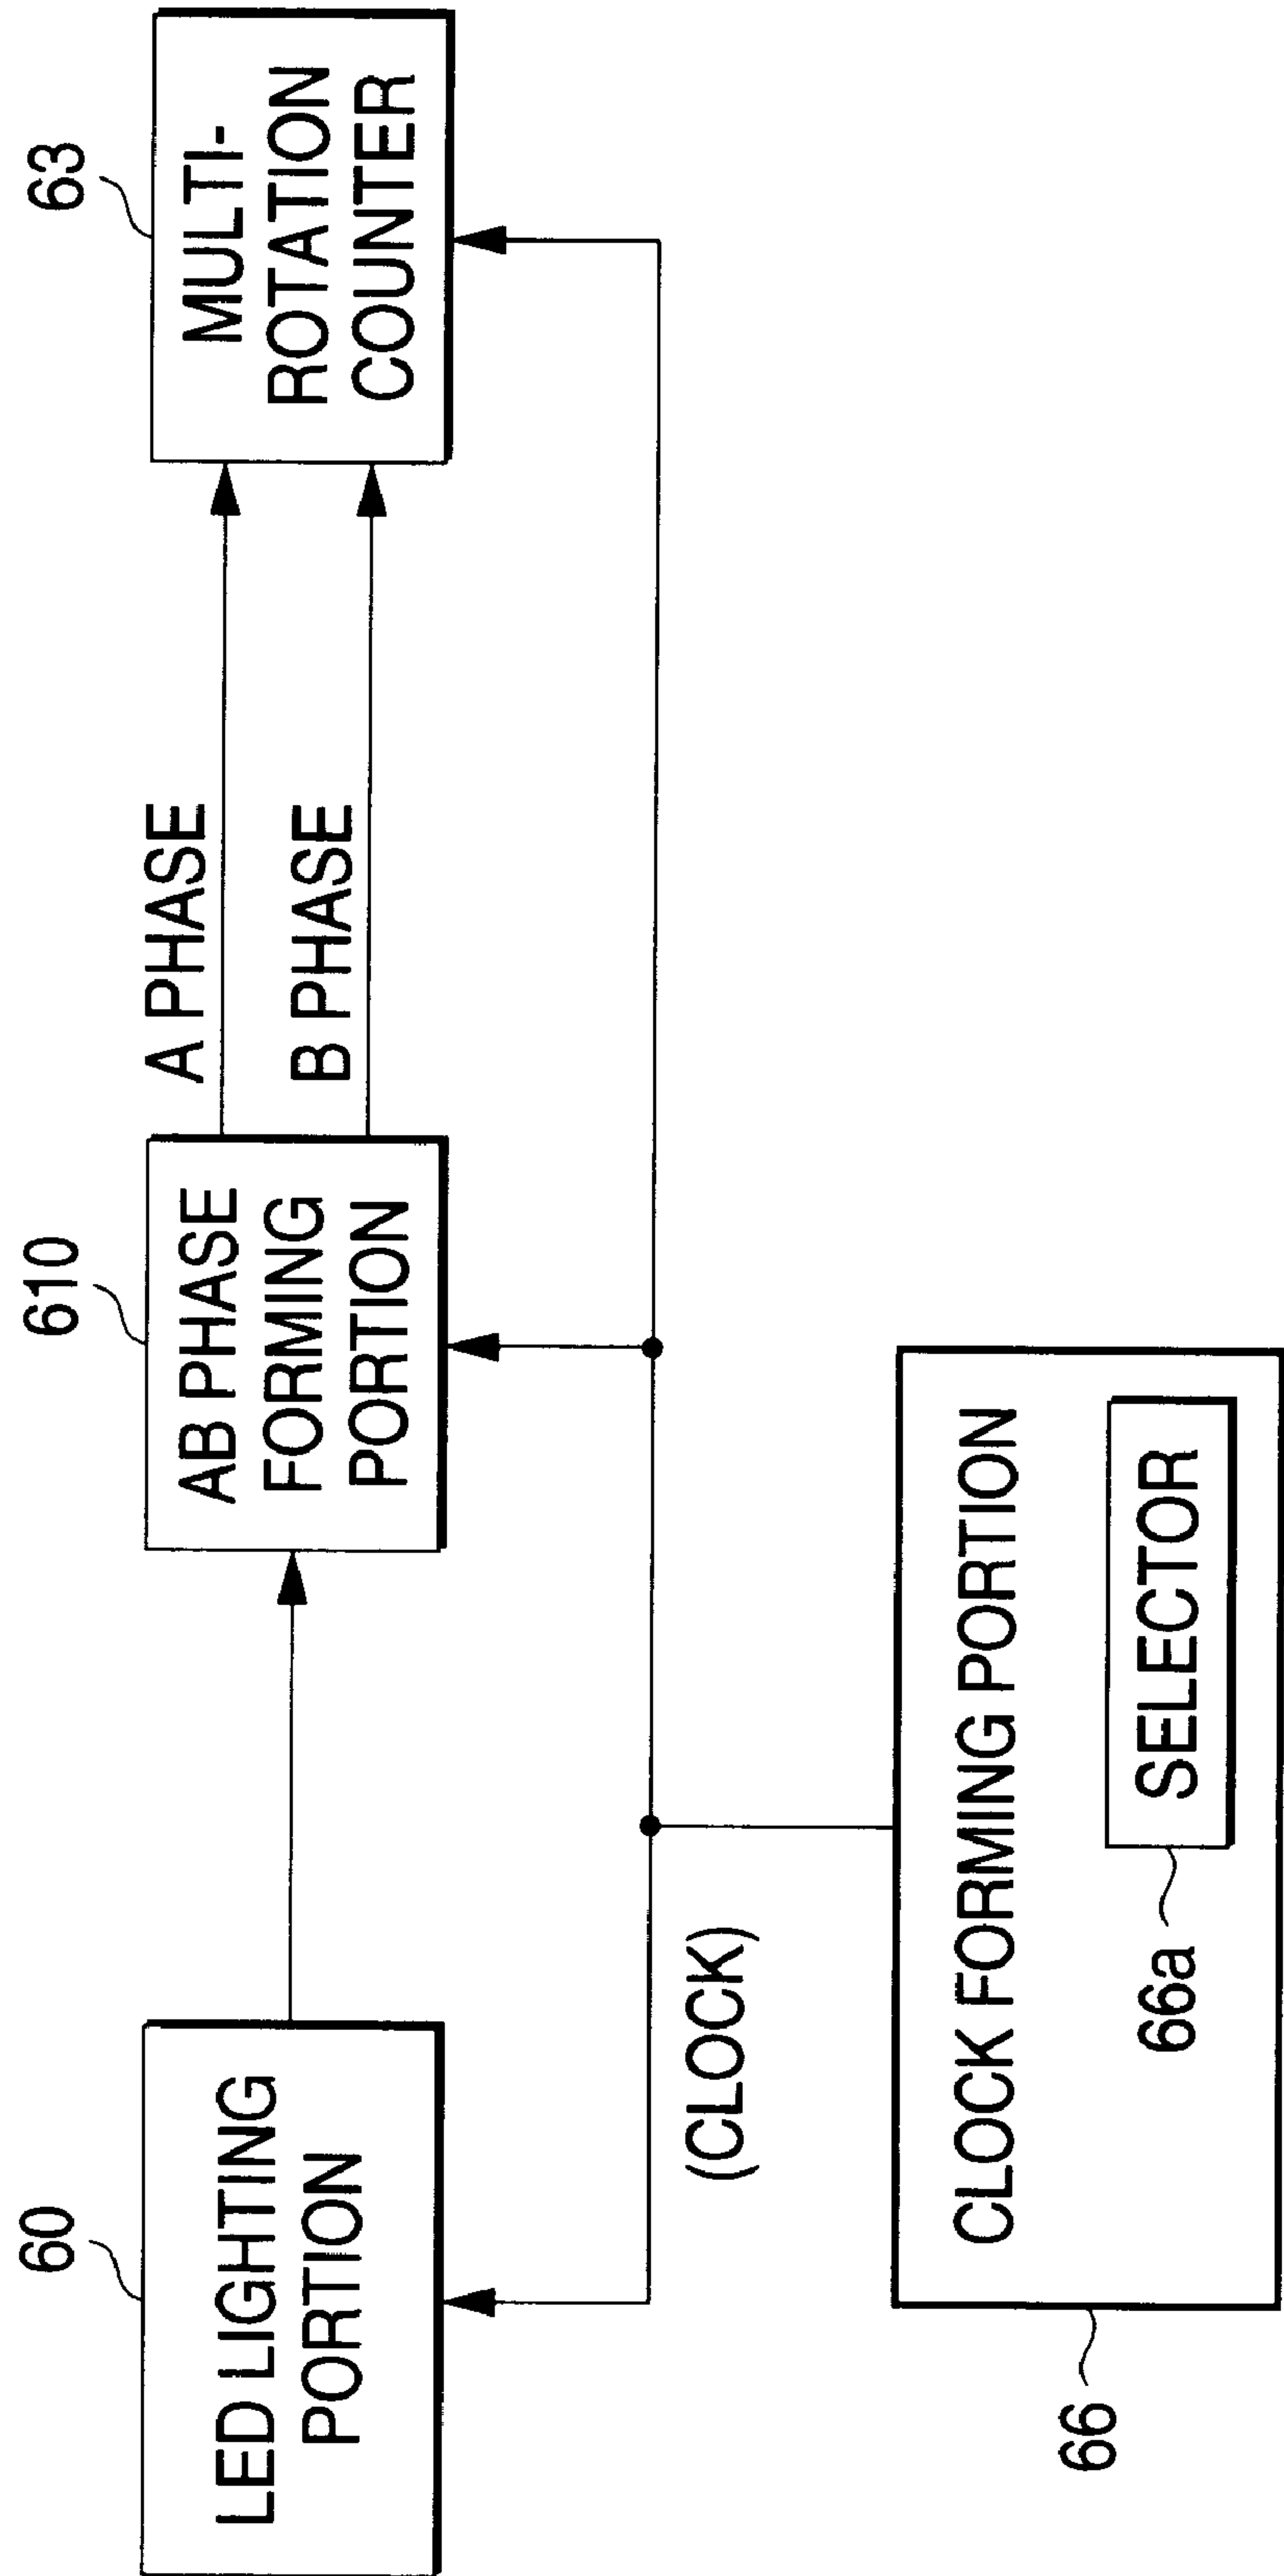 60
LED LIGHTING
PORTION
610
AB PHASE
FORMING
PORTION
A PHASE
B PHASE
63
MULTI-
ROTATION
COUNTER
(CLOCK)
66
CLOCK FORMING PORTION
66a
SELECTOR